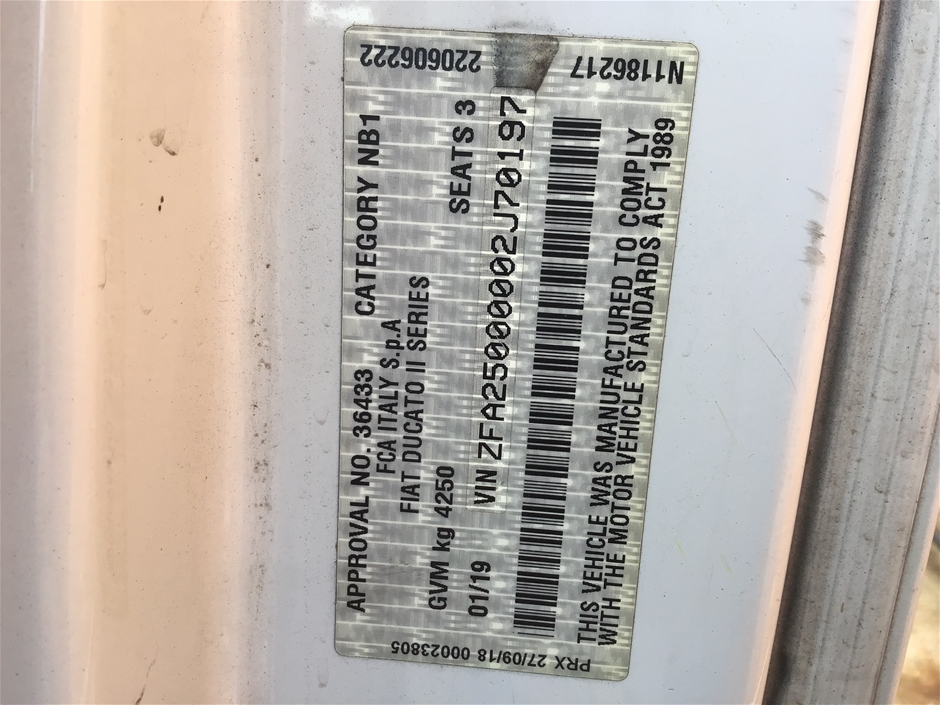 APPROVAL NO. 36433 CATEGORY NB1
FCA ITALY S.p.A
FIAT DUCATO II SERIES
GVM kg 4250 SEATS 3
01/19 VIN ZFA25000002J70197
THIS VEHICLE WAS MANUFACTURED TO COMPLY
WITH THE MOTOR VEHICLE STANDARDS ACT 1989
220606222
N1186217
PRX 27/09/18 00023805